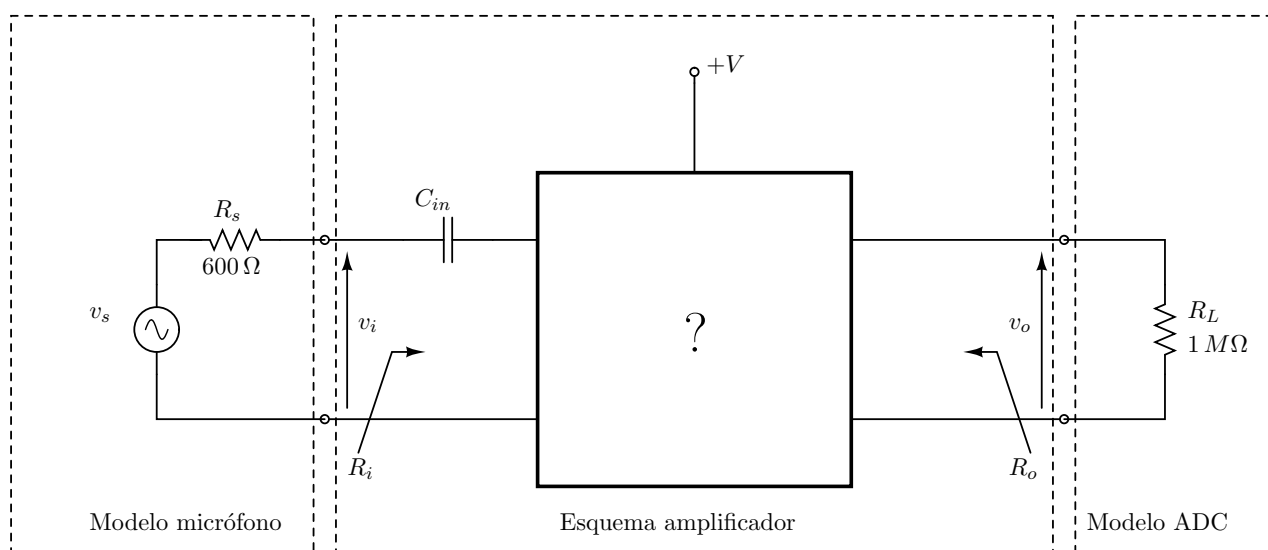 +V
C_in
R_s
600 Ω
v_s
v_i
?
v_o
R_L
1 MΩ
R_i
R_o
Modelo micrófono
Esquema amplificador
Modelo ADC